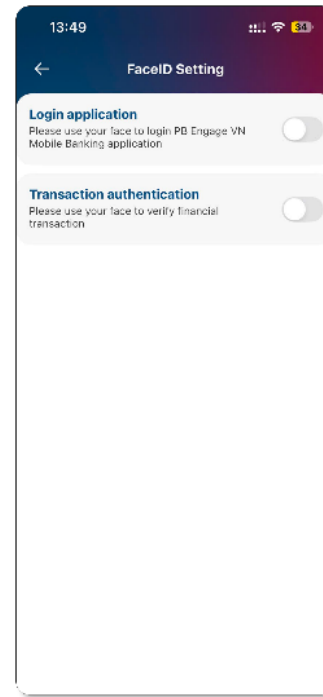 13:49
34
FaceID Setting
Login application
Please use your face to login PB Engage VN
Mobile Banking application
Transaction authentication
Please use your face to verify financial
transaction